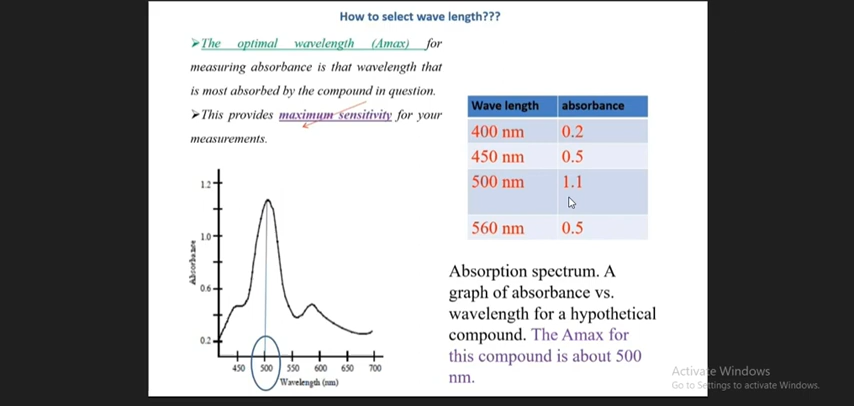 How to select wave length???
➢The optimal wavelength (Amax) for
measuring absorbance is that wavelength that
is most absorbed by the compound in question.
➢This provides maximum sensitivity for your
measurements.
Wave length absorbance
400 nm 0.2
450 nm 0.5
500 nm 1.1
560 nm 0.5
1.2
1.0
0.6
0.2
Absorbance
450 500 550 600 650 700
Wavelength (nm)
Absorption spectrum. A
graph of absorbance vs.
wavelength for a hypothetical
compound. The Amax for
this compound is about 500
nm.
Activate Windows
Go to Settings to activate Windows.